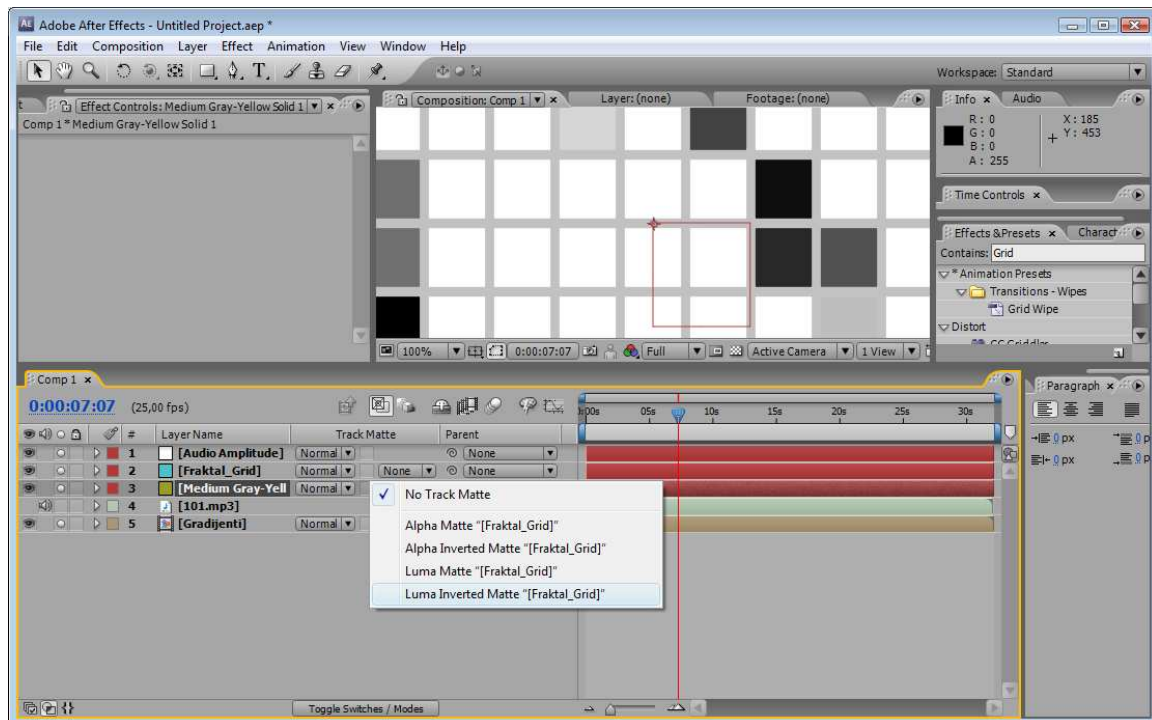 Adobe After Effects - Untitled Project.aep *
File Edit Composition Layer Effect Animation View Window Help
Workspace: Standard
t Effect Controls: Medium Gray-Yellow Solid 1 x
Comp 1 * Medium Gray-Yellow Solid 1
Composition: Comp 1 x Layer: (none) Footage: (none)
Info x Audio
R : 0 X : 185
G : 0 + Y : 453
B : 0
A : 255
Time Controls x
Effects & Presets x Charact
Contains: Grid
* Animation Presets
Transitions - Wipes
Grid Wipe
Distort
CC Griddler
100% 0:00:07:07 Full Active Camera 1 View
Comp 1 x
0:00:07:07 (25,00 fps)
05s 10s 15s 20s 25s 30s
# Layer Name Track Matte Parent
1 [Audio Amplitude] Normal None
2 [Fraktal_Grid] Normal None None
3 [Medium Gray-Yell Normal
4 [101.mp3]
5 [Gradijenti] Normal
No Track Matte
Alpha Matte "[Fraktal_Grid]"
Alpha Inverted Matte "[Fraktal_Grid]"
Luma Matte "[Fraktal_Grid]"
Luma Inverted Matte "[Fraktal_Grid]"
Paragraph x
0 px 0 p
0 px 0 p
Toggle Switches / Modes